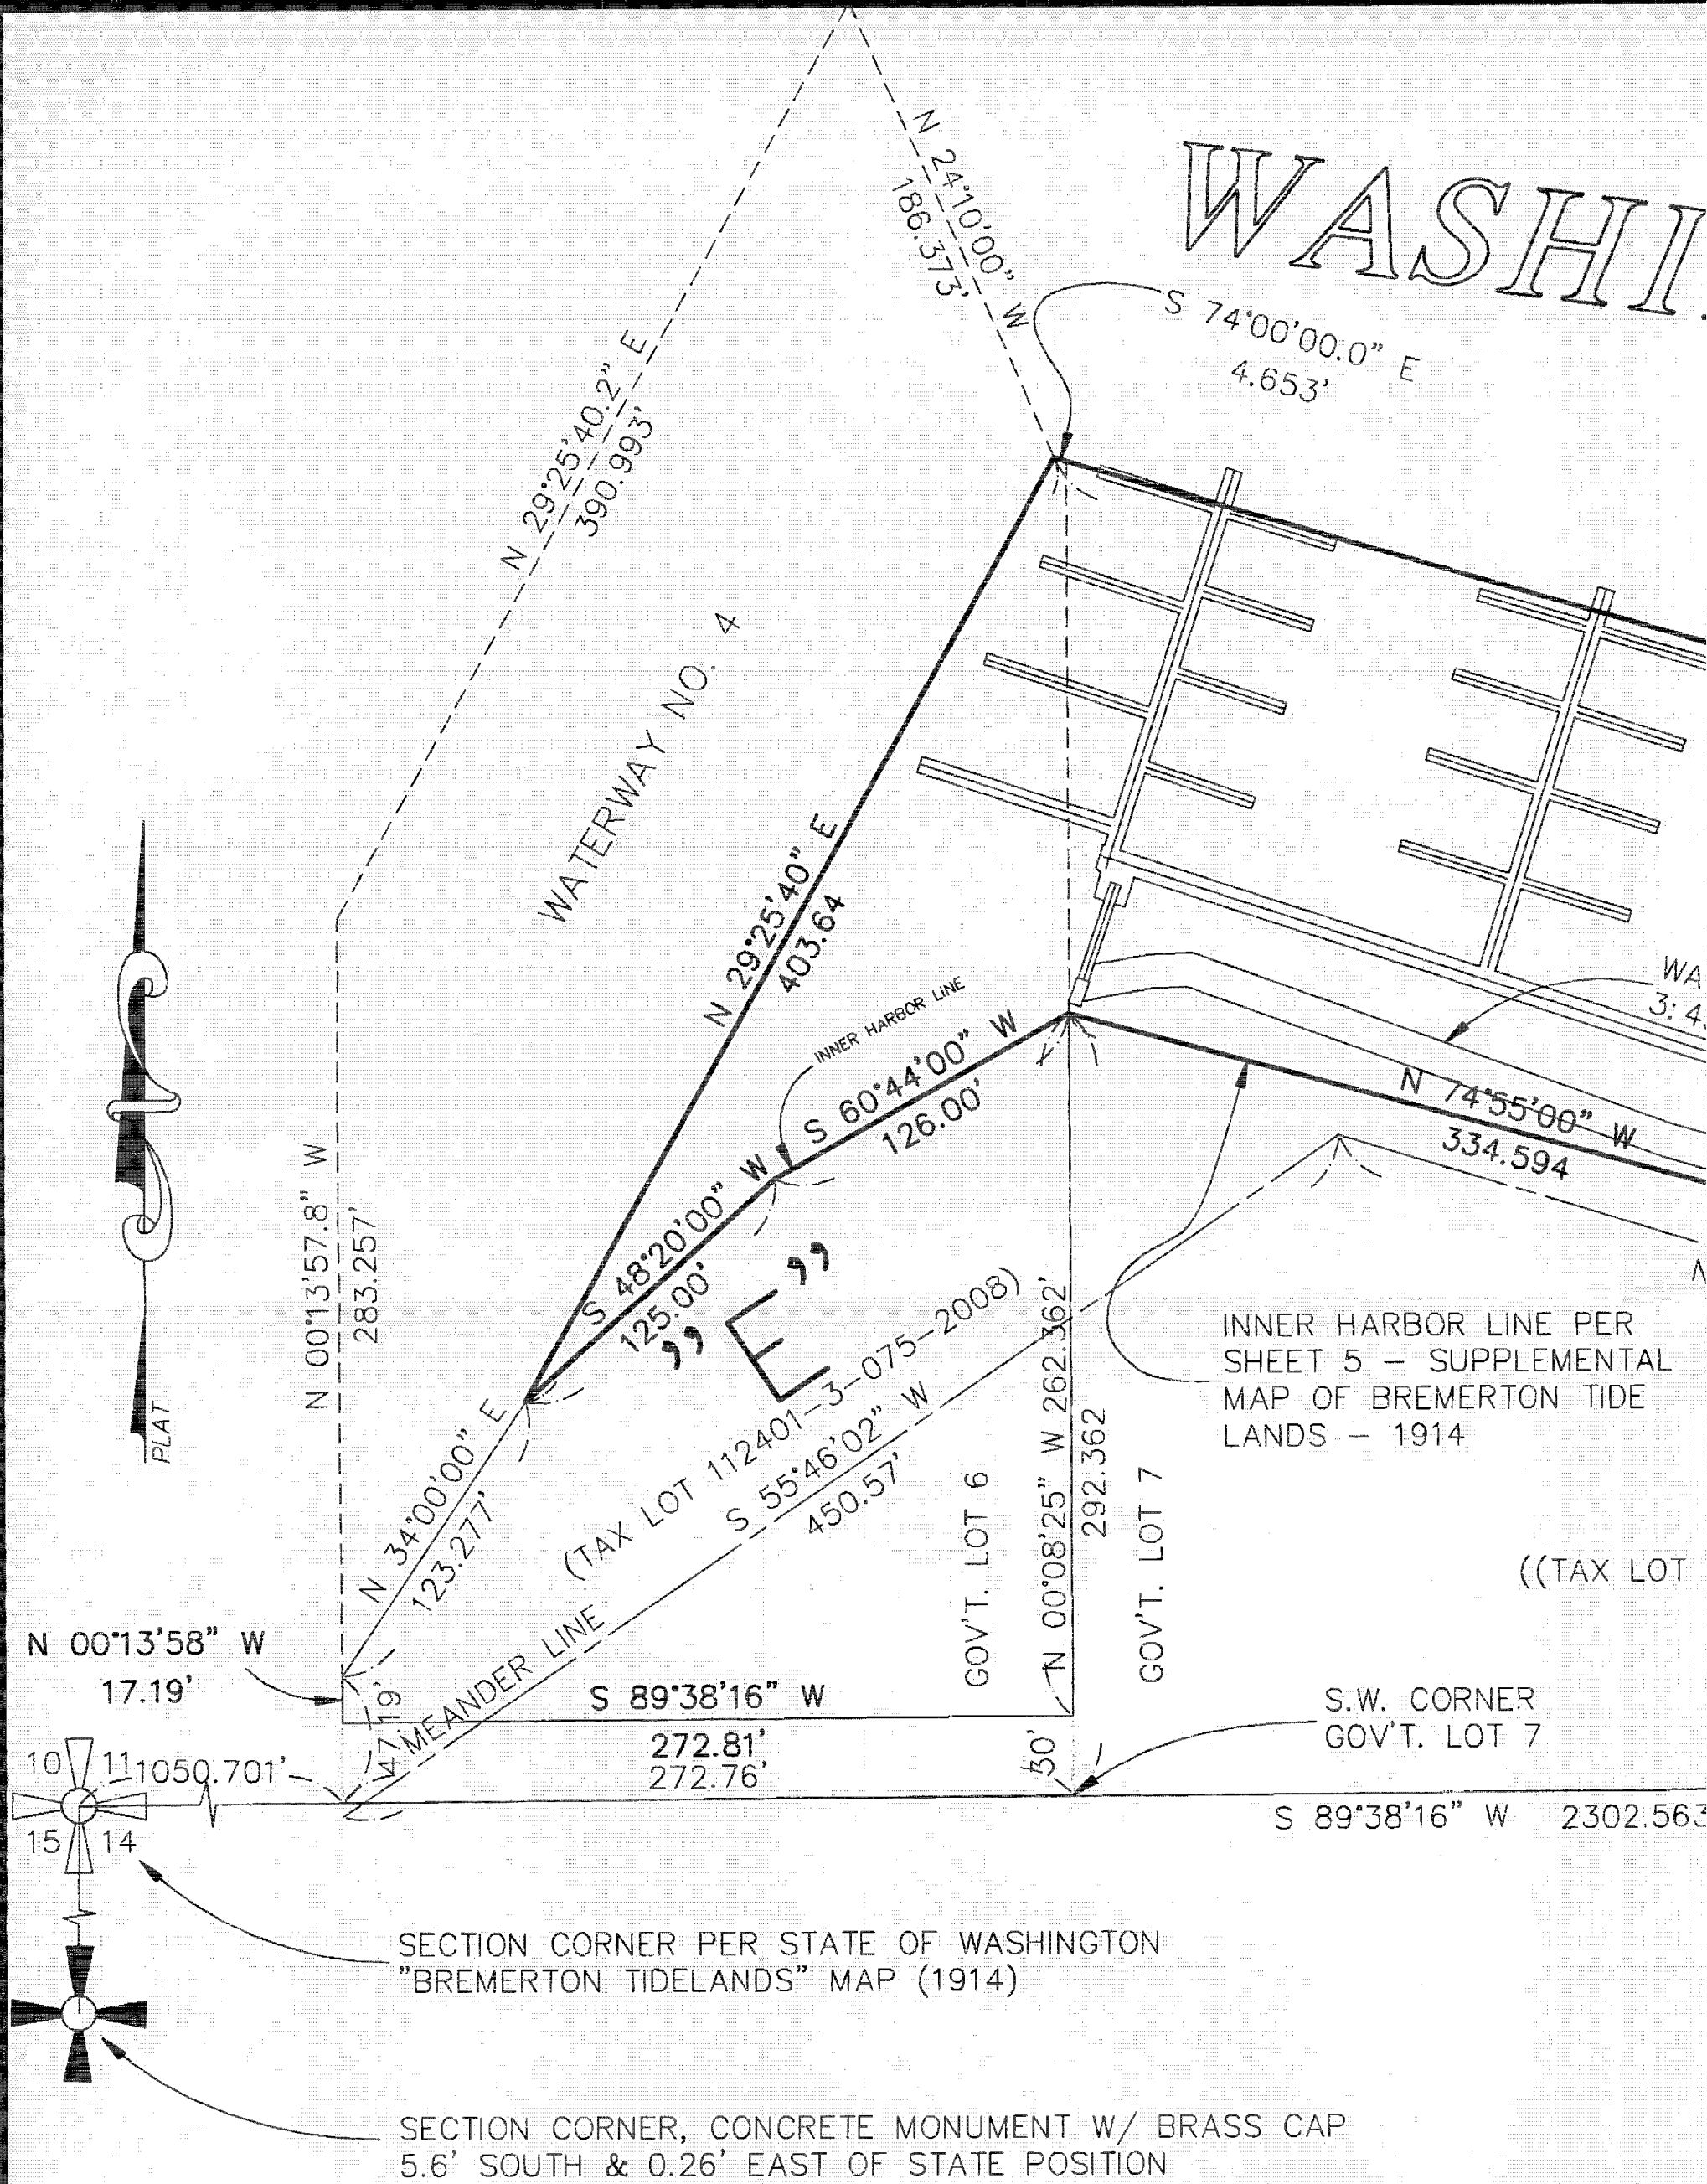 N 24°10'00" W
186.373'
WASHI
S 74°00'00.0" E
4.653'
N 29°25'40.2" E
390.993'
WATERWAY NO. 4
N 29°25'40" E
403.64
INNER HARBOR LINE
S 60°44'00" W
126.00'
WA
3: 4
N 74°55'00" W
334.594
N 00°13'57.8" W
283.257'
S 48°20'00" W
125.00'
"E"
PLAT
INNER HARBOR LINE PER
SHEET 5 – SUPPLEMENTAL
MAP OF BREMERTON TIDE
LANDS – 1914
(TAX LOT 112401–3–075–2008)
S 55°46'02" W
450.57'
N 34°00'00" E
123.277'
GOV'T. LOT 6
N 00°08'25" W 262.362'
292.362
GOV'T. LOT 7
((TAX LOT
MEANDER LINE
N 00°13'58" W
17.19'
47.19'
S 89°38'16" W
272.81'
272.76'
30'
S.W. CORNER
GOV'T. LOT 7
10 11
1050.701'
15 14
S 89°38'16" W 2302.563
SECTION CORNER PER STATE OF WASHINGTON
"BREMERTON TIDELANDS" MAP (1914)
SECTION CORNER, CONCRETE MONUMENT W/ BRASS CAP
5.6' SOUTH & 0.26' EAST OF STATE POSITION